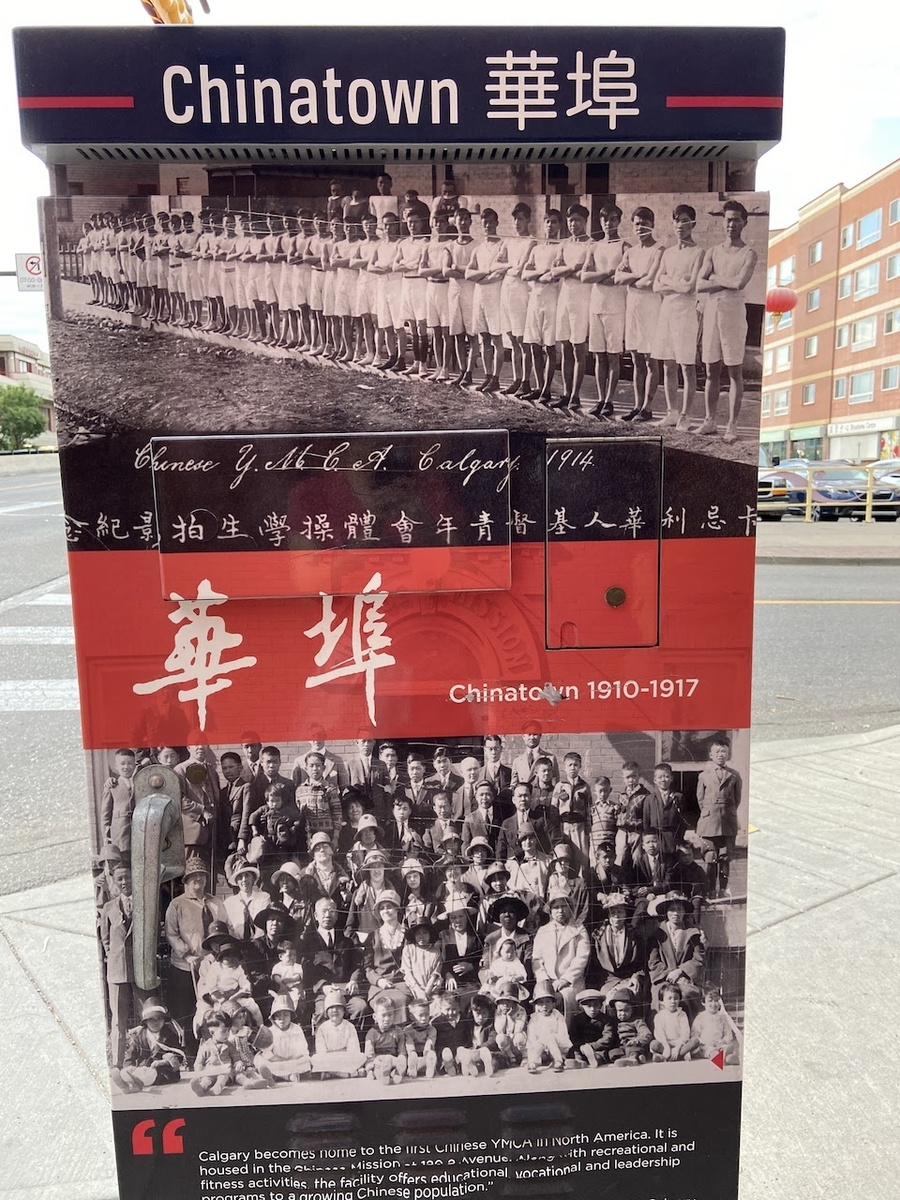 Chinatown 華埠
Chinese Y.M.C.A. Calgary. 1914.
念紀影拍生學操體會年青督基人華利忌卡
華埠
MISSION
Chinatown 1910-1917
“
Calgary becomes home to the first Chinese YMCA in North America. It is
housed in the Chinese Mission at 120 2 Avenue. Along with recreational and
fitness activities, the facility offers educational, vocational and leadership
programs to a growing Chinese population.”